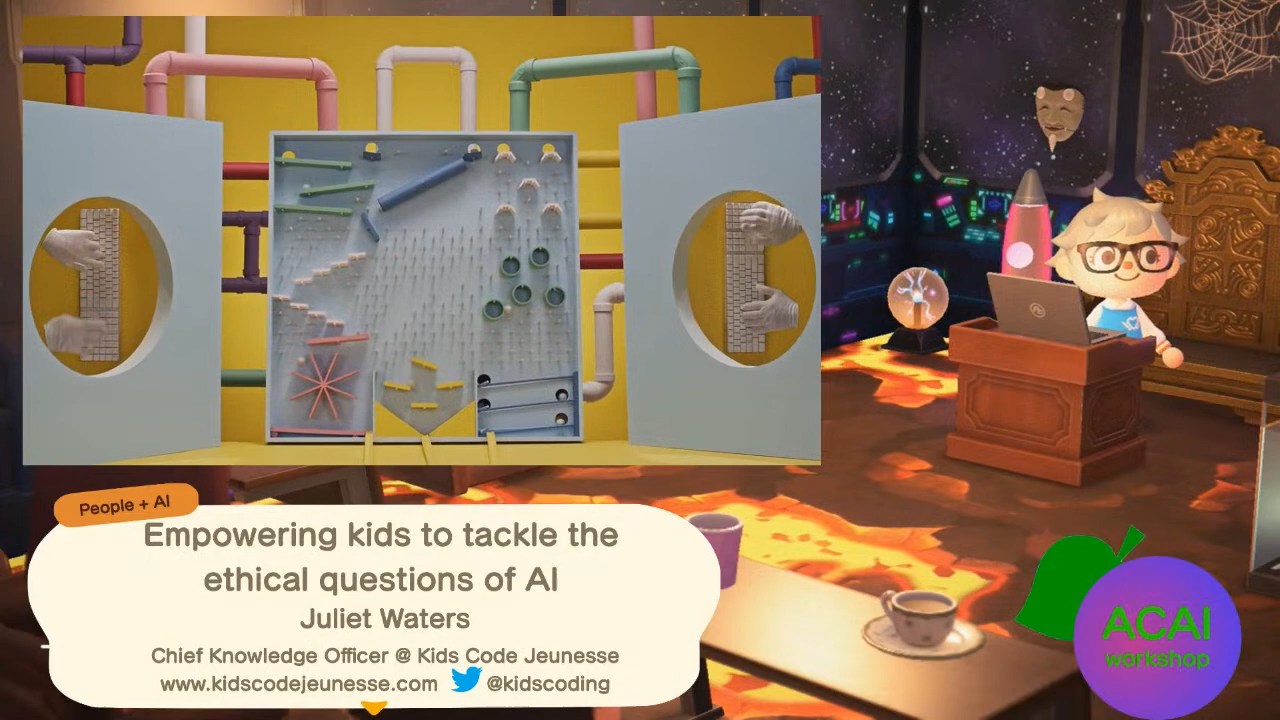 People + AI
Empowering kids to tackle the
ethical questions of AI
Juliet Waters
Chief Knowledge Officer @ Kids Code Jeunesse
www.kidscodejeunesse.com @kidscoding
ACAI
workshop